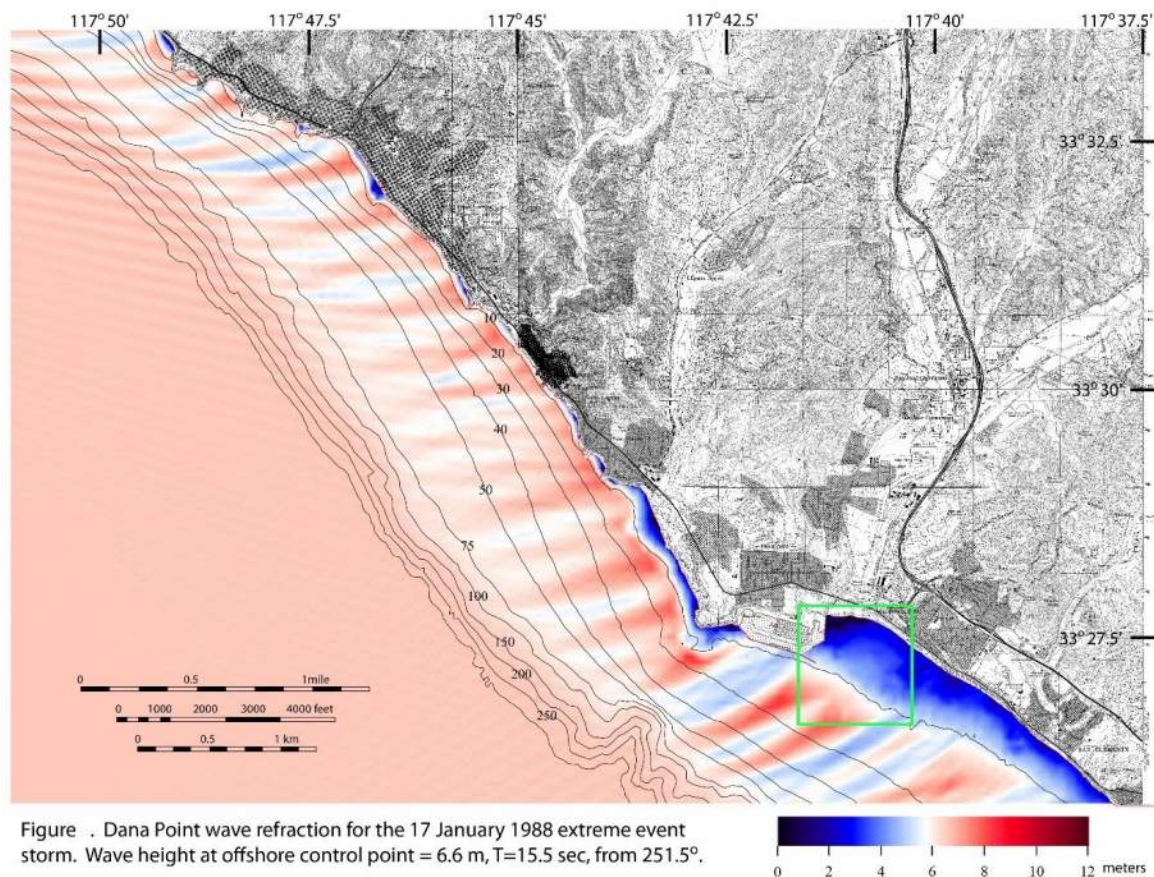 117° 50' 117° 47.5' 117° 45' 117° 42.5' 117° 40' 117° 37.5'
33° 32.5'
10
20
30
33° 30'
40
50
75
100
150
33° 27.5'
200
250
0 0.5 1mile
0 1000 2000 3000 4000 feet
0 0.5 1 km
SAN CLEMENTE
Figure . Dana Point wave refraction for the 17 January 1988 extreme event
storm. Wave height at offshore control point = 6.6 m, T=15.5 sec, from 251.5°.
0 2 4 6 8 10 12 meters